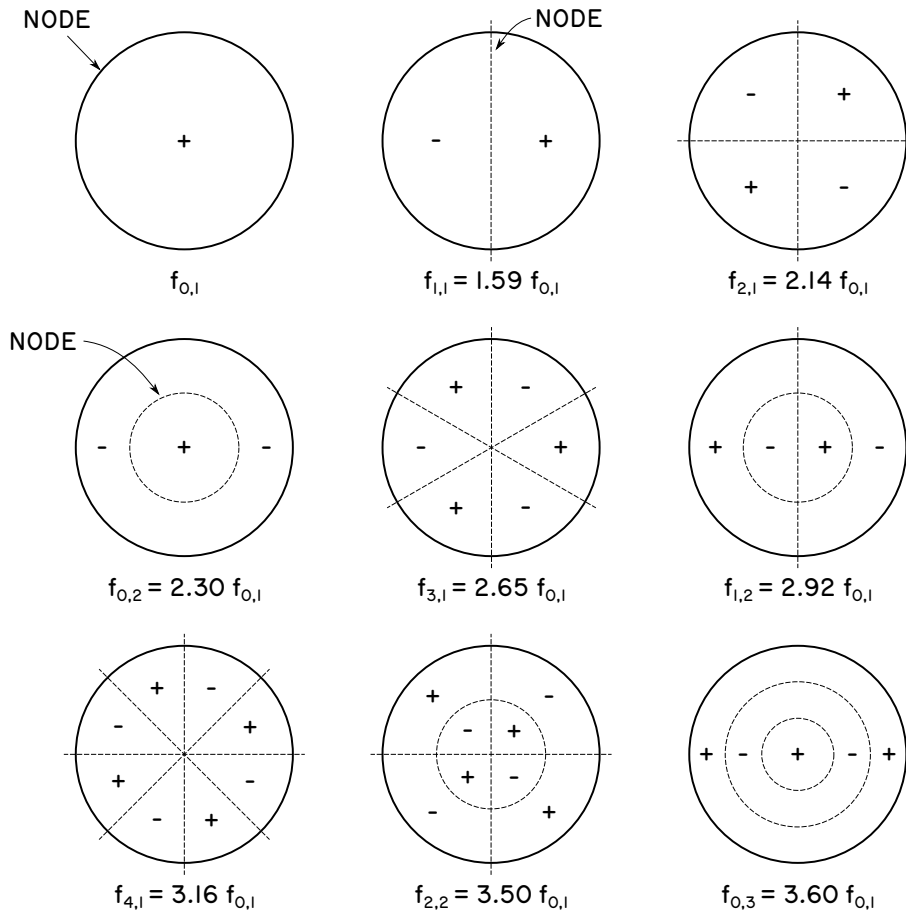 NODE
NODE
+
- +
- +
+ -
f0,1
f1,1 = 1.59 f0,1
f2,1 = 2.14 f0,1
NODE
- + -
+ -
- +
+ -
+ - + -
f0,2 = 2.30 f0,1
f3,1 = 2.65 f0,1
f1,2 = 2.92 f0,1
+ -
- +
+ -
- +
+ -
- +
+ -
- +
+ - + - +
f4,1 = 3.16 f0,1
f2,2 = 3.50 f0,1
f0,3 = 3.60 f0,1